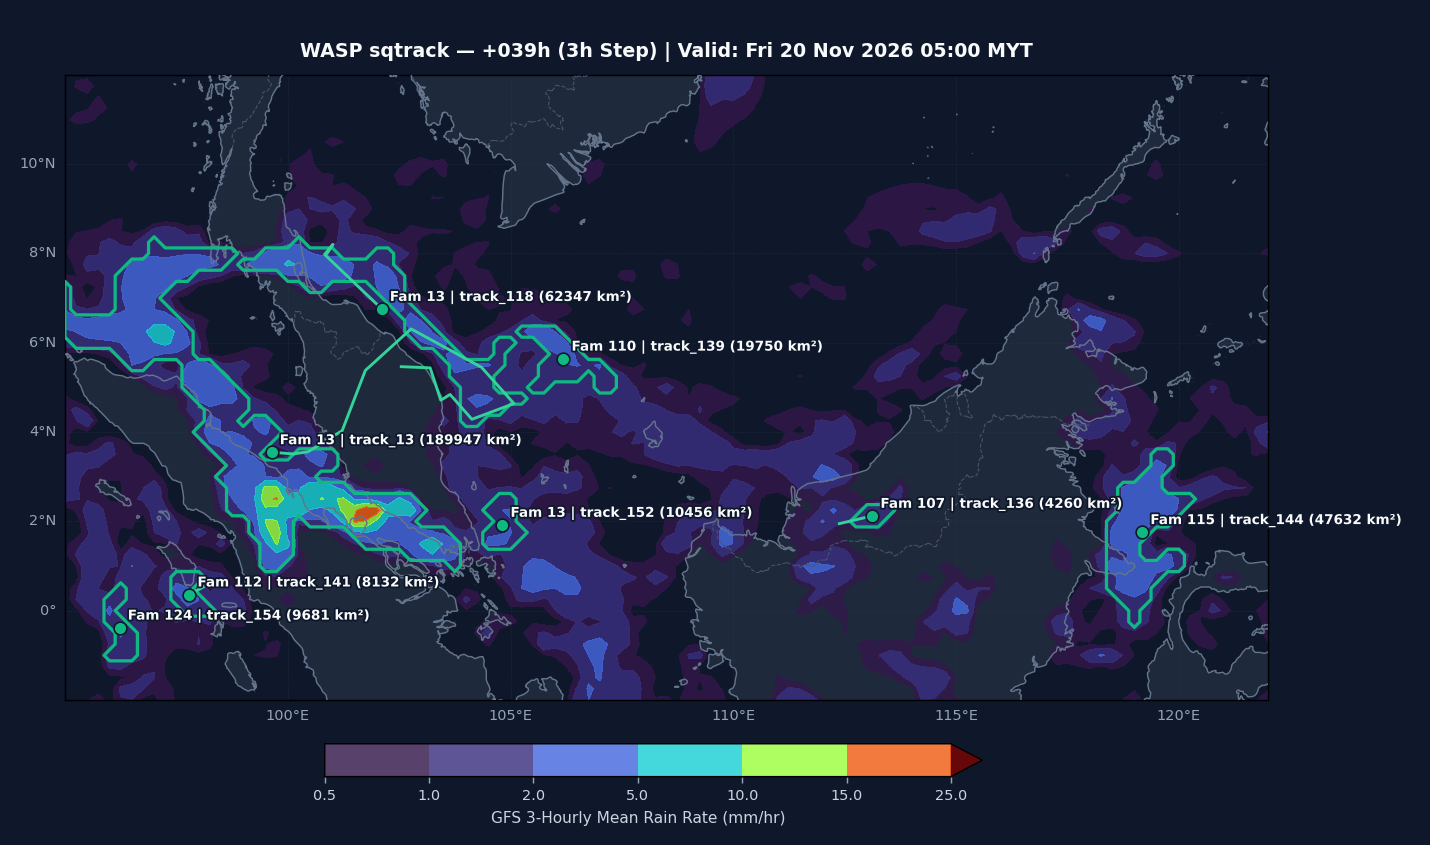 WASP sqtrack — +039h (3h Step) | Valid: Fri 20 Nov 2026 05:00 MYT
10°N
8°N
Fam 13 | track_118 (62347 km²)
6°N
Fam 110 | track_139 (19750 km²)
4°N
Fam 13 | track_13 (189947 km²)
Fam 107 | track_136 (4260 km²)
2°N
Fam 13 | track_152 (10456 km²)
Fam 115 | track_144 (47632 km²)
Fam 112 | track_141 (8132 km²)
0°
Fam 124 | track_154 (9681 km²)
100°E 105°E 110°E 115°E 120°E
0.5 1.0 2.0 5.0 10.0 15.0 25.0
GFS 3-Hourly Mean Rain Rate (mm/hr)